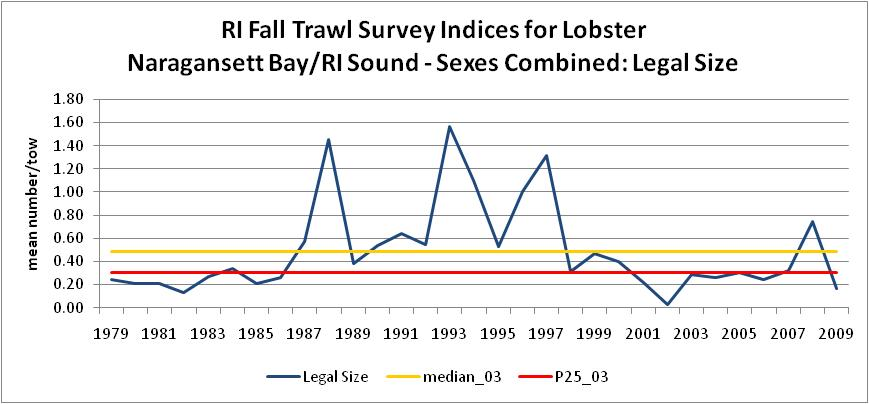 RI Fall Trawl Survey Indices for Lobster
Naragansett Bay/RI Sound - Sexes Combined: Legal Size
mean number/tow
1.80
1.60
1.40
1.20
1.00
0.80
0.60
0.40
0.20
0.00
1979 1981 1983 1985 1987 1989 1991 1993 1995 1997 1999 2001 2003 2005 2007 2009
Legal Size median_03 P25_03